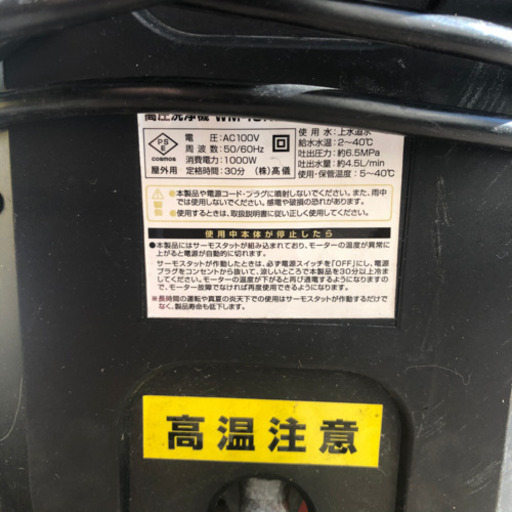 高圧洗浄機
P S
E
COSMOS
屋外用
電圧:AC100V
周波数:50/60Hz
消費電力:1000W
定格時間:30分 (株)高儀
使用水:上水道水
給水水温:2~40℃
吐出圧力:約6.5MPa
吐出水量:約4.5L/min
使用・保管温度:5~40℃
●本製品や電源コード・プラグに噴射しないでください。また、雨中
では使用しないでください。感電や破損の恐れがあります。
●使用するときは、取扱説明書に従い正しく使用してください。
使用中本体が停止したら
●本製品にはサーモスタットが組み込まれており、モーターの温度が異常に
上がると電源が自動的に切れます。
サーモスタットが作動したときは、必ず電源スイッチを「OFF」にし、電源
プラグをコンセントから抜いて、涼しいところで本製品を30分以上冷ま
してください。モーターの温度が下がると再び通電するようになりますの
で、モーター故障でなければ再度使用できるようになります。
※長時間の運転や真夏の炎天下での使用はサーモスタットが作動するだけで
なく、製品寿命も低下します。
高温注意